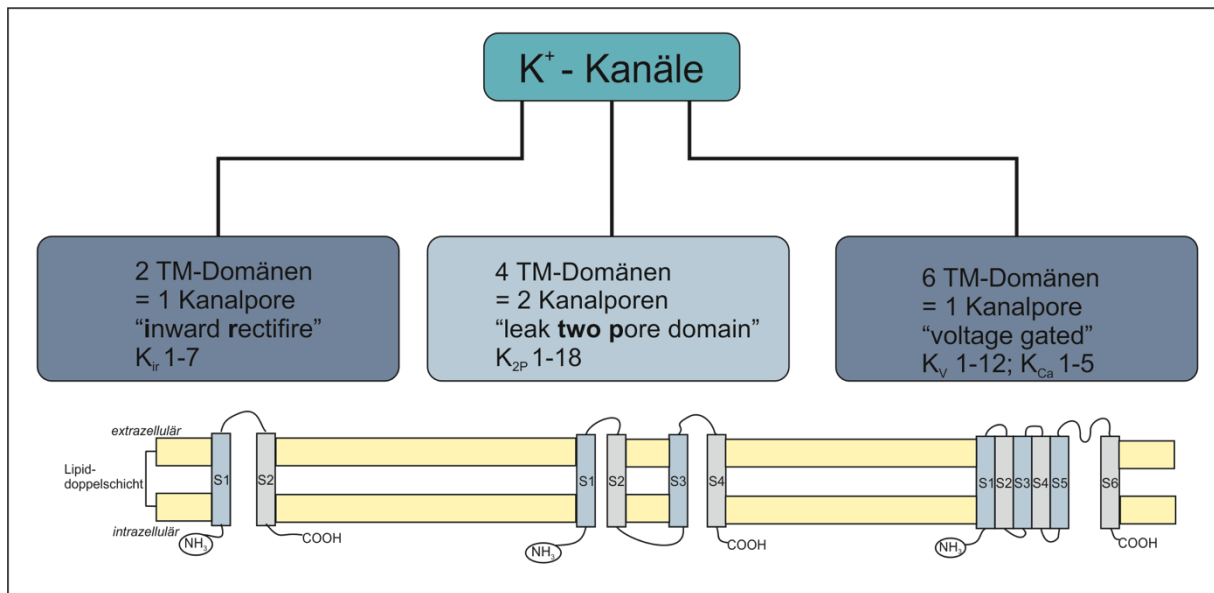 K⁺ - Kanäle
2 TM-Domänen
= 1 Kanalpore
“inward rectifire”
Kir 1-7
4 TM-Domänen
= 2 Kanalporen
“leak two pore domain”
K2P 1-18
6 TM-Domänen
= 1 Kanalpore
“voltage gated”
KV 1-12; KCa 1-5
extrazellulär
Lipid-
doppelschicht
intrazellulär
S1
S2
NH3
COOH
S1
S2
S3
S4
NH3
COOH
S1
S2
S3
S4
S5
S6
NH3
COOH